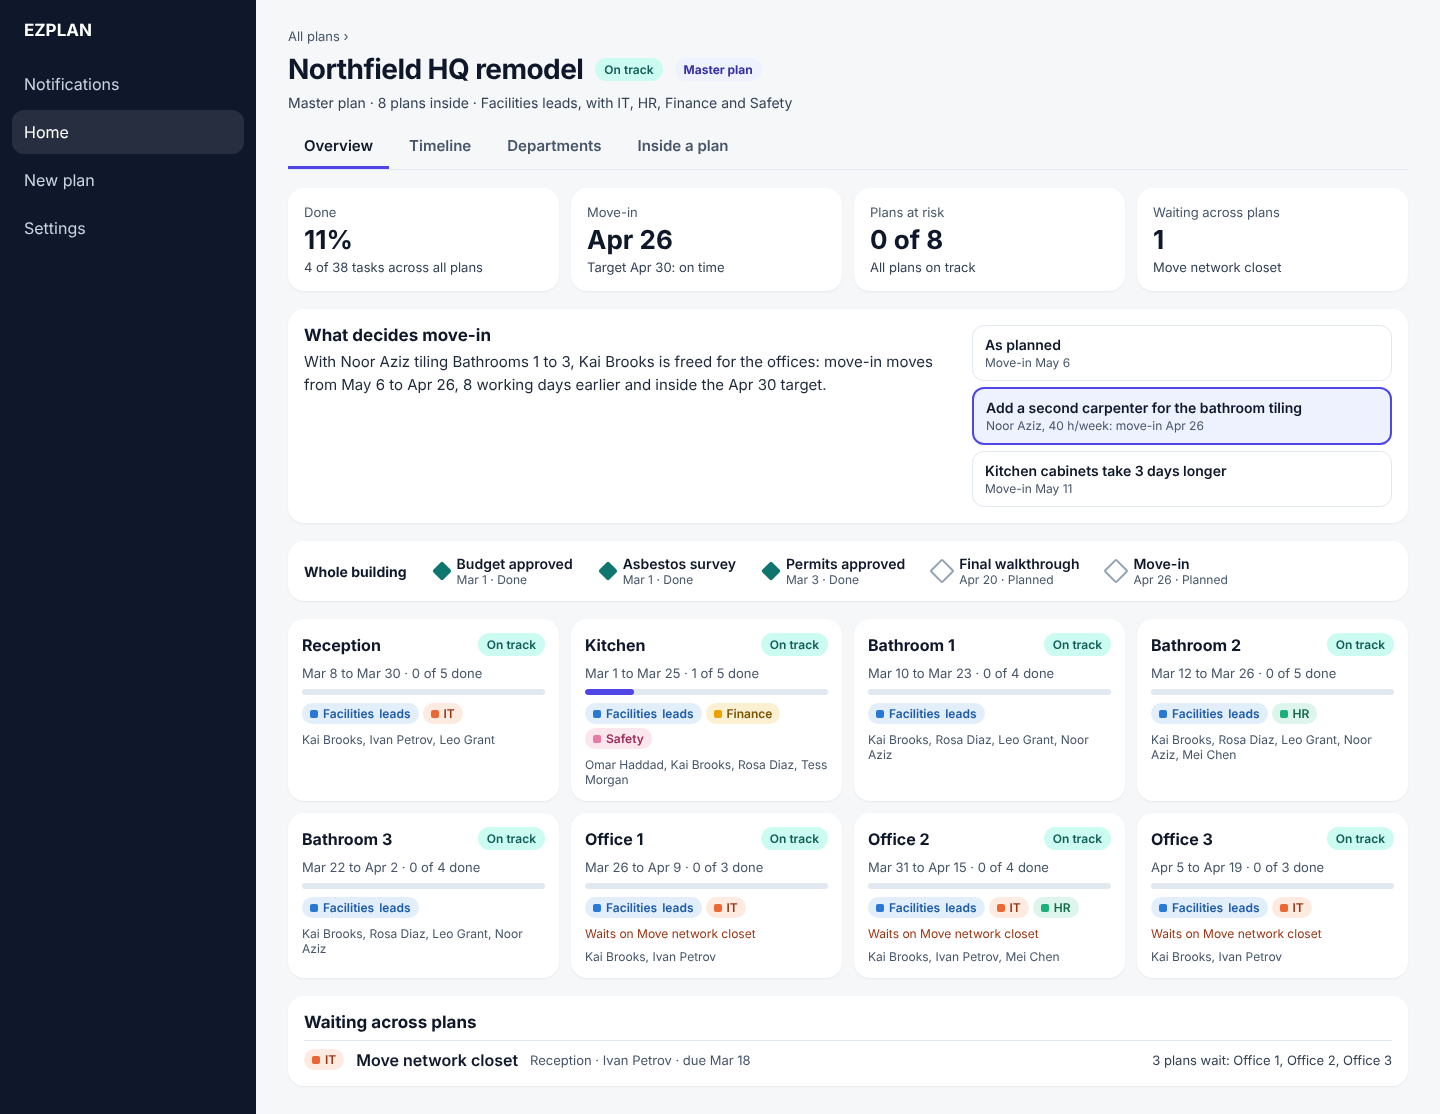 EZPLAN
Notifications
Home
New plan
Settings
All plans ›
Northfield HQ remodel On track Master plan
Master plan · 8 plans inside · Facilities leads, with IT, HR, Finance and Safety
Overview Timeline Departments Inside a plan
Done
11%
4 of 38 tasks across all plans
Move-in
Apr 26
Target Apr 30: on time
Plans at risk
0 of 8
All plans on track
Waiting across plans
1
Move network closet
What decides move-in
With Noor Aziz tiling Bathrooms 1 to 3, Kai Brooks is freed for the offices: move-in moves
from May 6 to Apr 26, 8 working days earlier and inside the Apr 30 target.
As planned
Move-in May 6
Add a second carpenter for the bathroom tiling
Noor Aziz, 40 h/week: move-in Apr 26
Kitchen cabinets take 3 days longer
Move-in May 11
Whole building
Budget approved
Mar 1 · Done
Asbestos survey
Mar 1 · Done
Permits approved
Mar 3 · Done
Final walkthrough
Apr 20 · Planned
Move-in
Apr 26 · Planned
Reception On track
Mar 8 to Mar 30 · 0 of 5 done
Facilities leads IT
Kai Brooks, Ivan Petrov, Leo Grant
Kitchen On track
Mar 1 to Mar 25 · 1 of 5 done
Facilities leads Finance
Safety
Omar Haddad, Kai Brooks, Rosa Diaz, Tess
Morgan
Bathroom 1 On track
Mar 10 to Mar 23 · 0 of 4 done
Facilities leads
Kai Brooks, Rosa Diaz, Leo Grant, Noor
Aziz
Bathroom 2 On track
Mar 12 to Mar 26 · 0 of 5 done
Facilities leads HR
Kai Brooks, Rosa Diaz, Leo Grant, Noor
Aziz, Mei Chen
Bathroom 3 On track
Mar 22 to Apr 2 · 0 of 4 done
Facilities leads
Kai Brooks, Rosa Diaz, Leo Grant, Noor
Aziz
Office 1 On track
Mar 26 to Apr 9 · 0 of 3 done
Facilities leads IT
Waits on Move network closet
Kai Brooks, Ivan Petrov
Office 2 On track
Mar 31 to Apr 15 · 0 of 4 done
Facilities leads IT HR
Waits on Move network closet
Kai Brooks, Ivan Petrov, Mei Chen
Office 3 On track
Apr 5 to Apr 19 · 0 of 3 done
Facilities leads IT
Waits on Move network closet
Kai Brooks, Ivan Petrov
Waiting across plans
IT Move network closet Reception · Ivan Petrov · due Mar 18 3 plans wait: Office 1, Office 2, Office 3